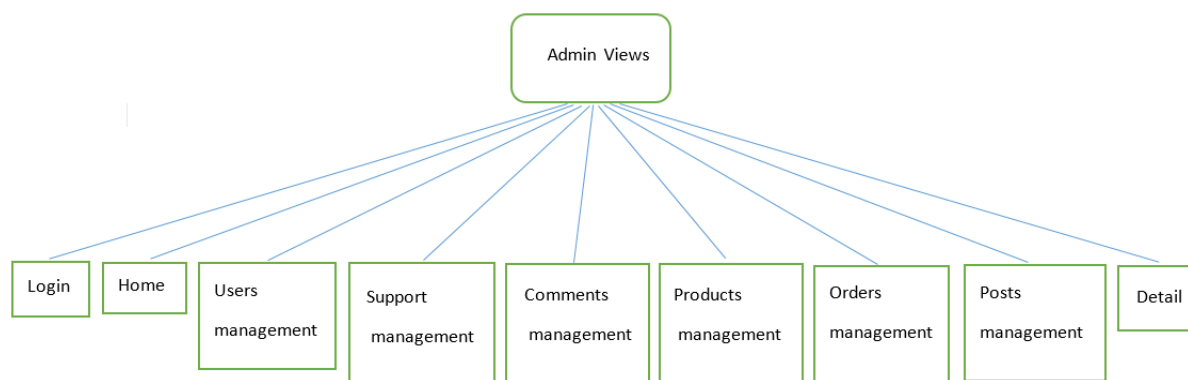 Admin Views
Login
Home
Users
management
Support
management
Comments
management
Products
management
Orders
management
Posts
management
Detail